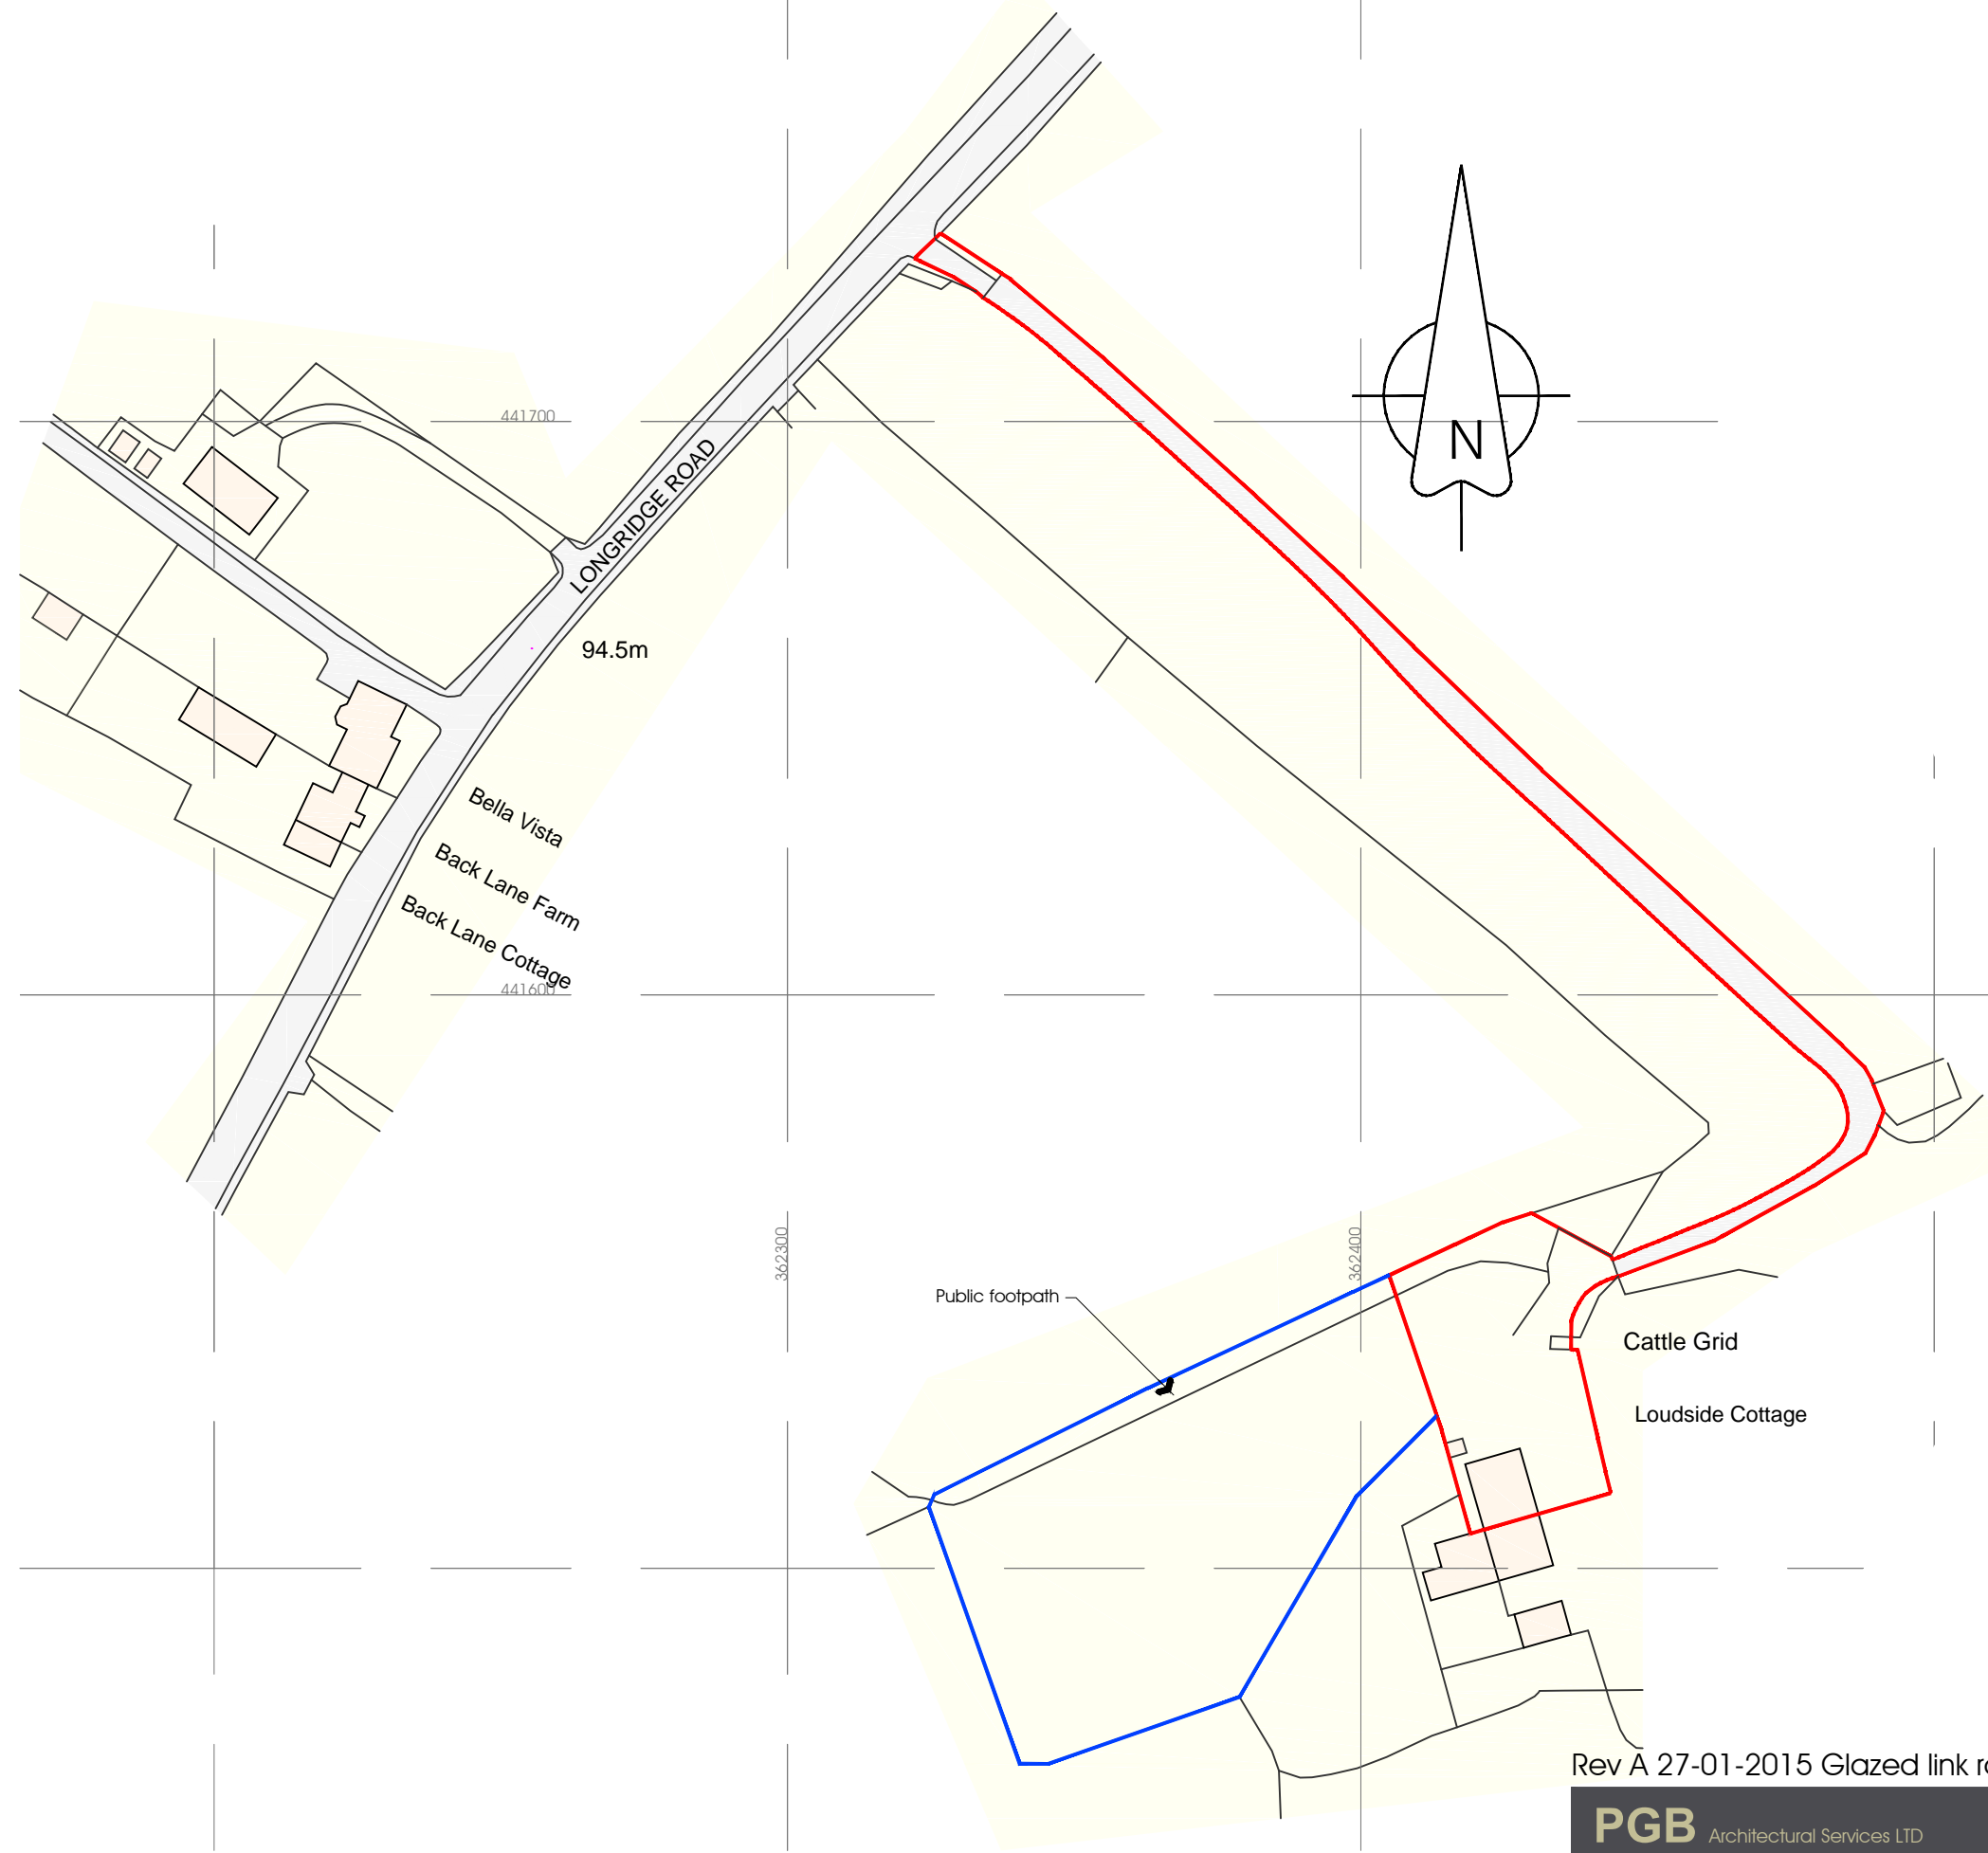 441700
LONGRIDGE ROAD
N
94.5m
Bella Vista
Back Lane Farm
Back Lane Cottage
441600
362300
362400
Public footpath
Cattle Grid
Loudside Cottage
Rev A 27-01-2015 Glazed link
PGB Architectural Services LTD